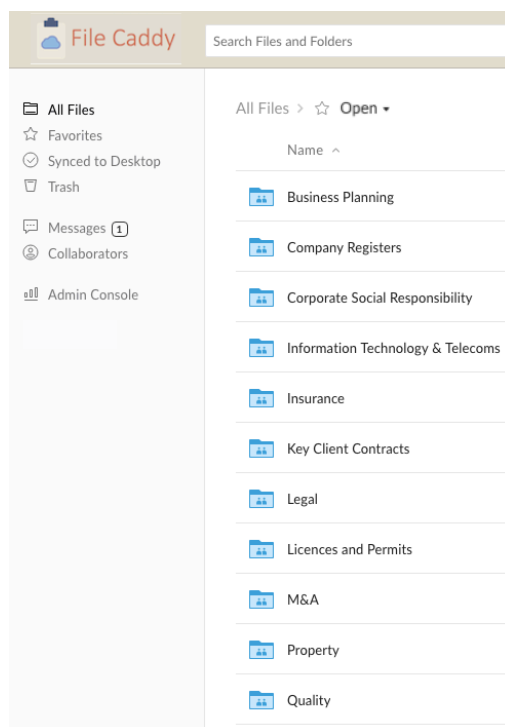 File Caddy
Search Files and Folders
All Files
Favorites
Synced to Desktop
Trash
Messages 1
Collaborators
Admin Console
All Files > Open
Name
Business Planning
Company Registers
Corporate Social Responsibility
Information Technology & Telecoms
Insurance
Key Client Contracts
Legal
Licences and Permits
M&A
Property
Quality